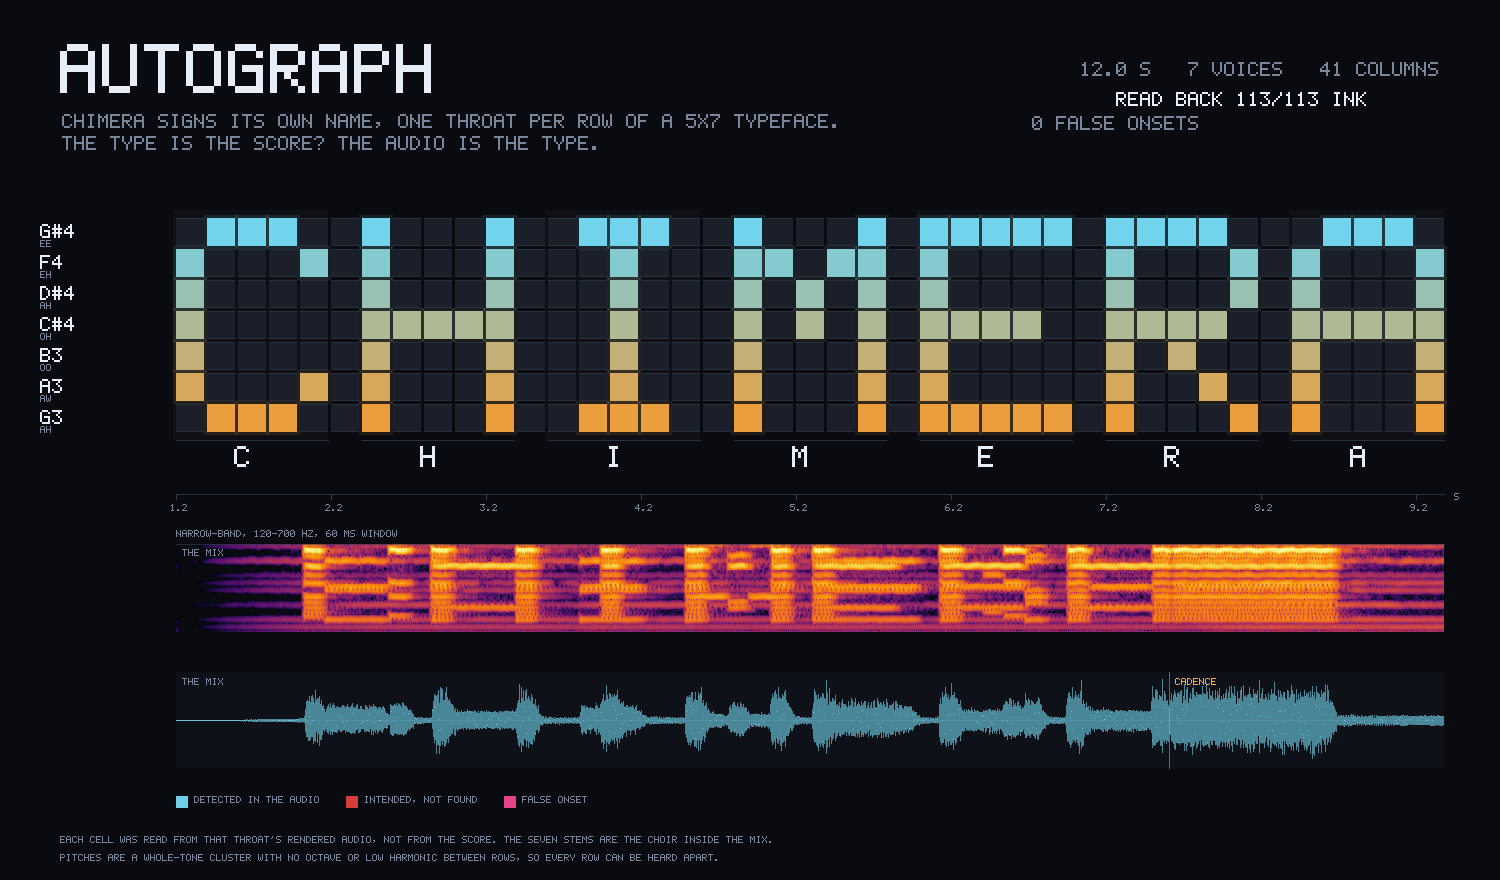 AUTOGRAPH
CHIMERA SIGNS ITS OWN NAME, ONE THROAT PER ROW OF A 5X7 TYPEFACE.
THE TYPE IS THE SCORE? THE AUDIO IS THE TYPE.
12.0 S 7 VOICES 41 COLUMNS
READ BACK 113/113 INK
0 FALSE ONSETS
G#4
EE
F4
EH
D#4
AH
C#4
OH
B3
OO
A3
AW
G3
AH
CHIMERA
C H I M E R A
1.2 2.2 3.2 4.2 5.2 6.2 7.2 8.2 9.2 S
NARROW-BAND, 120-700 HZ, 60 MS WINDOW
THE MIX
THE MIX
CADENCE
DETECTED IN THE AUDIO INTENDED, NOT FOUND FALSE ONSET
EACH CELL WAS READ FROM THAT THROAT'S RENDERED AUDIO, NOT FROM THE SCORE. THE SEVEN STEMS ARE THE CHOIR INSIDE THE MIX.
PITCHES ARE A WHOLE-TONE CLUSTER WITH NO OCTAVE OR LOW HARMONIC BETWEEN ROWS, SO EVERY ROW CAN BE HEARD APART.